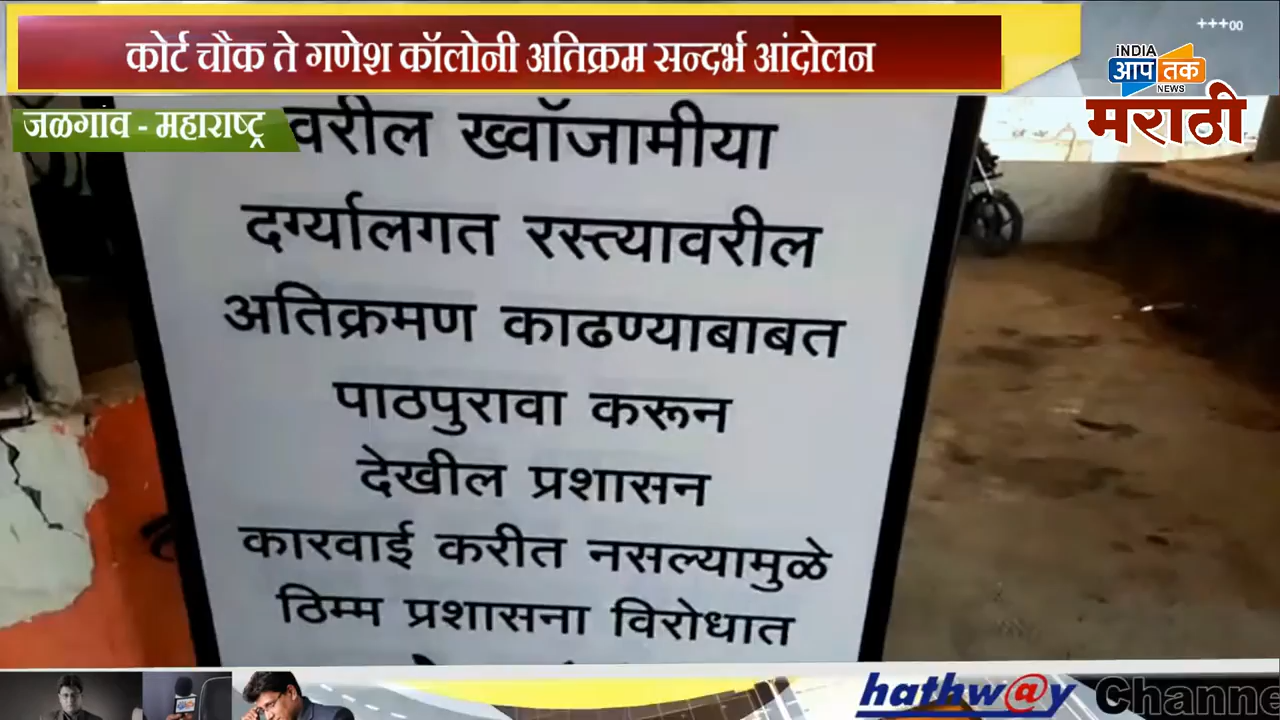 कोर्ट चौक ते गणेश कॉलोनी अतिक्रम सन्दर्भ आंदोलन
+++00
INDIA
आप तक
NEWS
मराठी
जळगांव - महाराष्ट्र
वरील ख्वॉजामीया
दर्ग्यालगत रस्त्यावरील
अतिक्रमण काढण्याबाबत
पाठपुरावा करून
देखील प्रशासन
कारवाई करीत नसल्यामुळे
ठिम्म प्रशासना विरोधात
hathw@y Channe